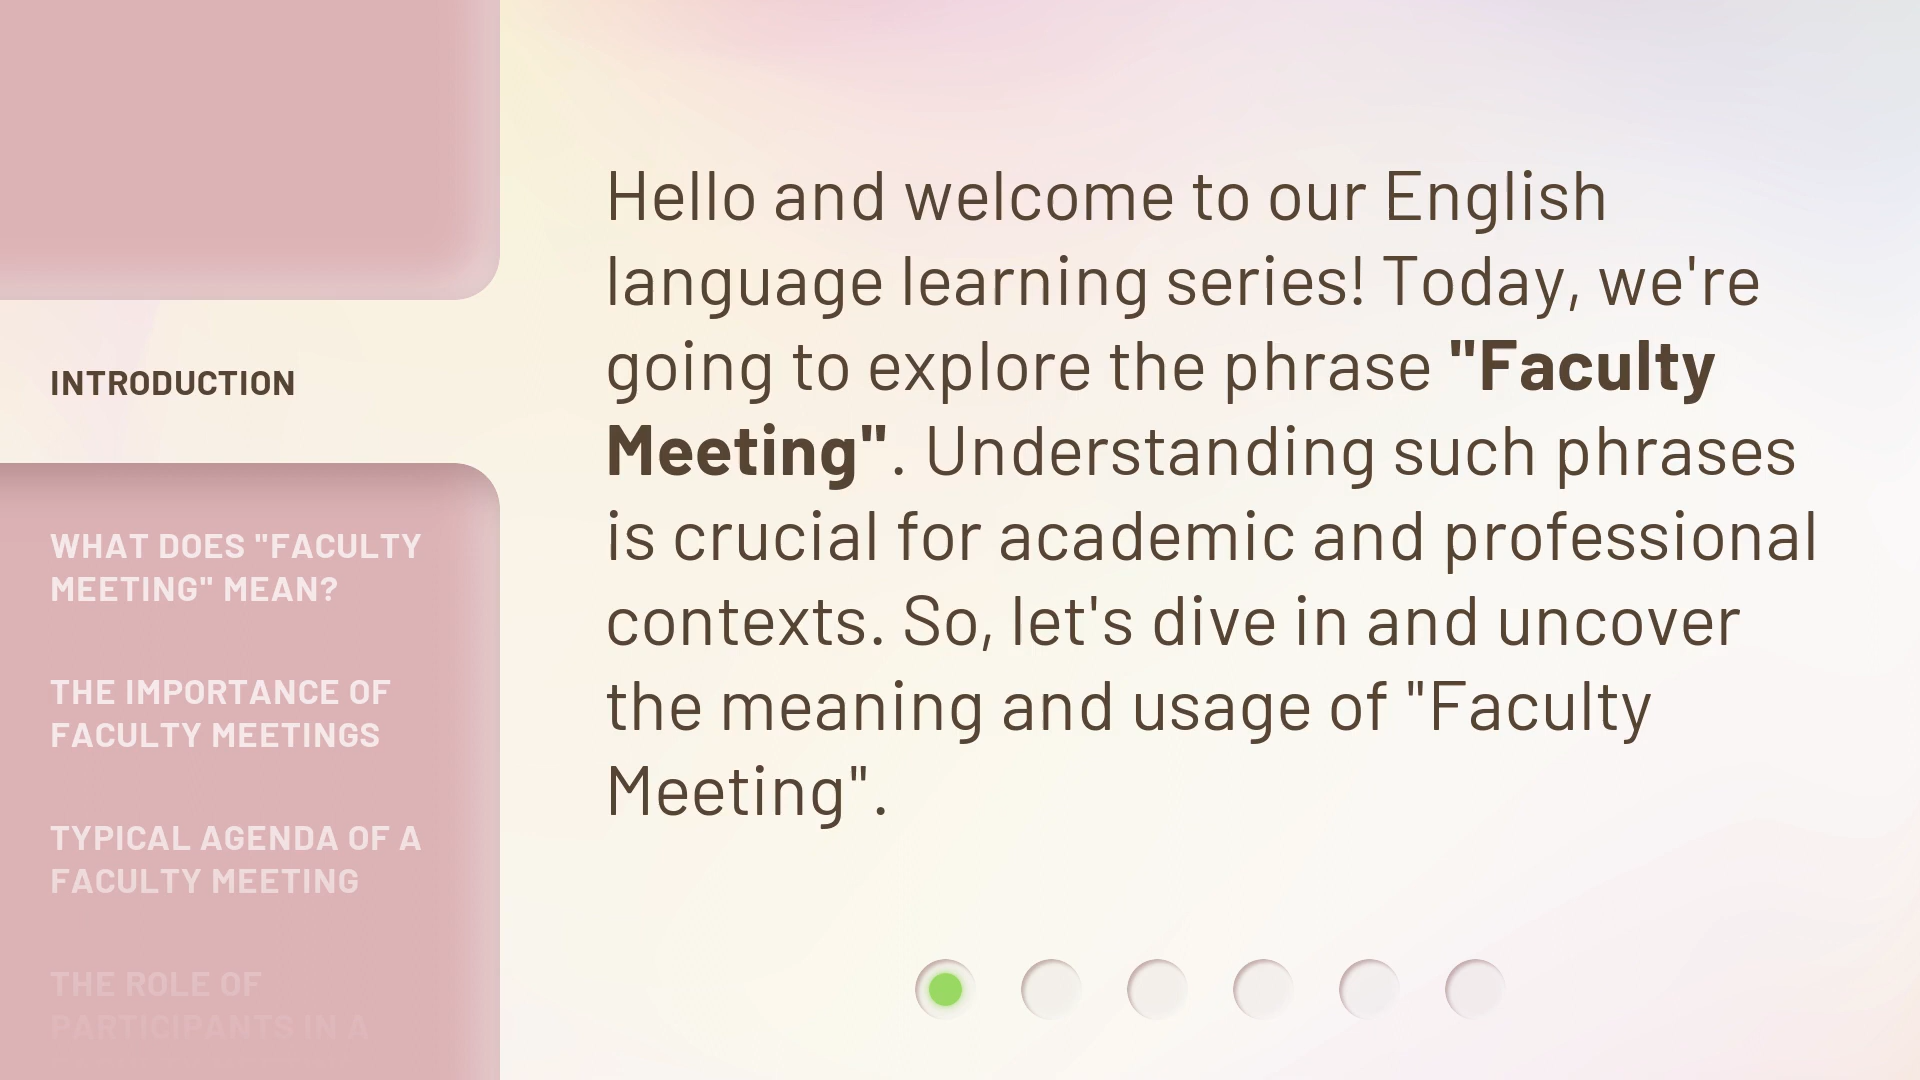 INTRODUCTION
WHAT DOES "FACULTY
MEETING" MEAN?
THE IMPORTANCE OF
FACULTY MEETINGS
TYPICAL AGENDA OF A
FACULTY MEETING
THE ROLE OF
PARTICIPANTS IN A
Hello and welcome to our English
language learning series! Today, we're
going to explore the phrase "Faculty
Meeting". Understanding such phrases
is crucial for academic and professional
contexts. So, let's dive in and uncover
the meaning and usage of "Faculty
Meeting".